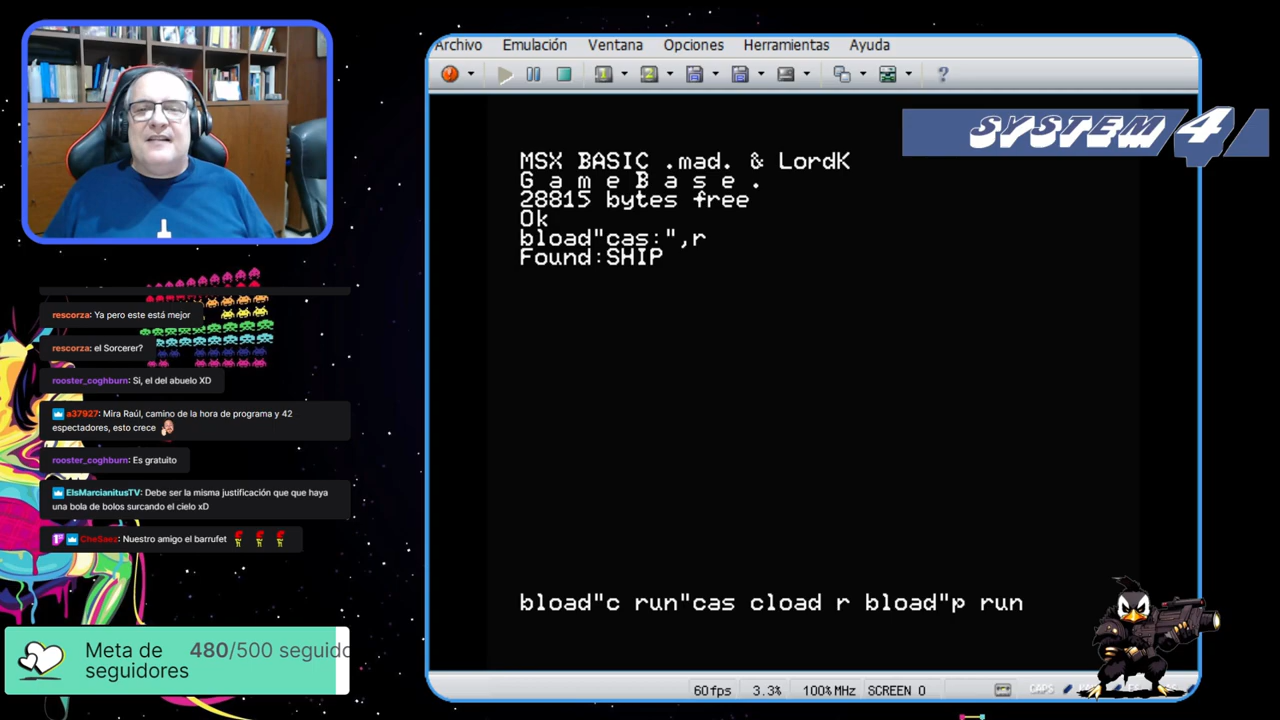 Archivo Emulación Ventana Opciones Herramientas Ayuda
SYSTEM 4
MSX BASIC .mad. & LordK
G a m e B a s e .
28815 bytes free
Ok
bload"cas:",r
Found:SHIP
bload"c run"cas cload r bload"p run
60fps 3.3% 100%MHz SCREEN 0
CAPS
rescorza: Ya pero este está mejor
rescorza: el Sorcerer?
rooster_coghburn: Si, el del abuelo XD
a37927: Mira Raúl, camino de la hora de programa y 42
espectadores, esto crece
rooster_coghburn: Es gratuito
ElsMarcianitusTV: Debe ser la misma justificación que que haya
una bola de bolos surcando el cielo xD
CheSaez: Nuestro amigo el barrufet
Meta de
seguidores
480/500 seguido